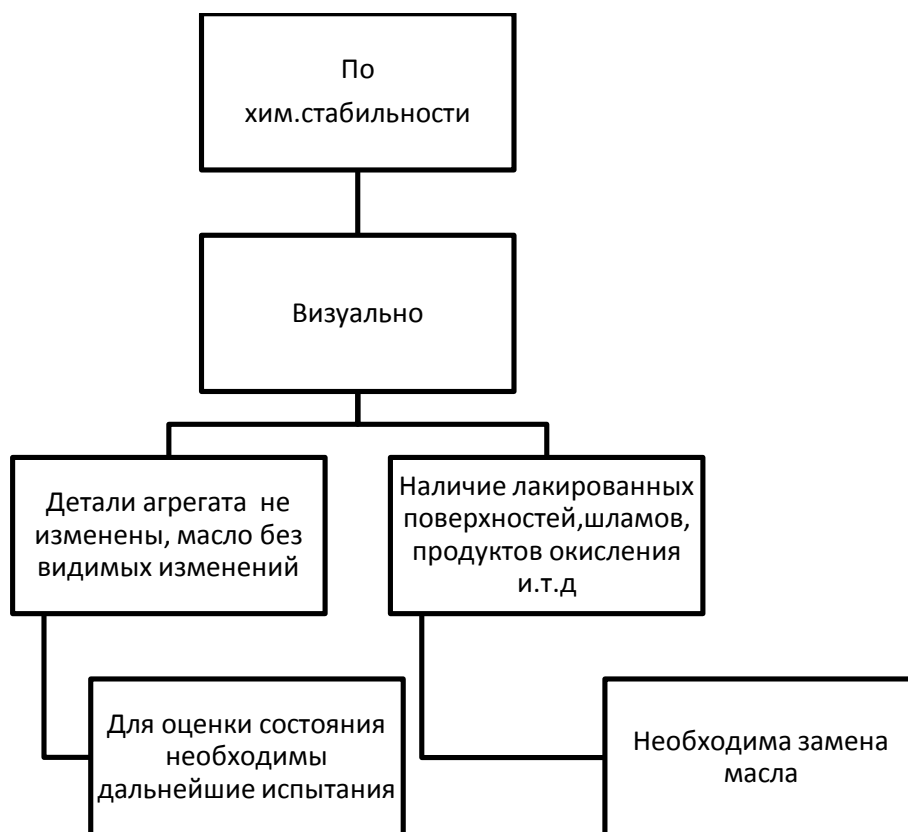 По
хим.стабильности
Визуально
Детали агрегата не
изменены, масло без
видимых изменений
Наличие лакированных
поверхностей,шламов,
продуктов окисления
и.т.д
Для оценки состояния
необходимы
дальнейшие испытания
Необходима замена
масла